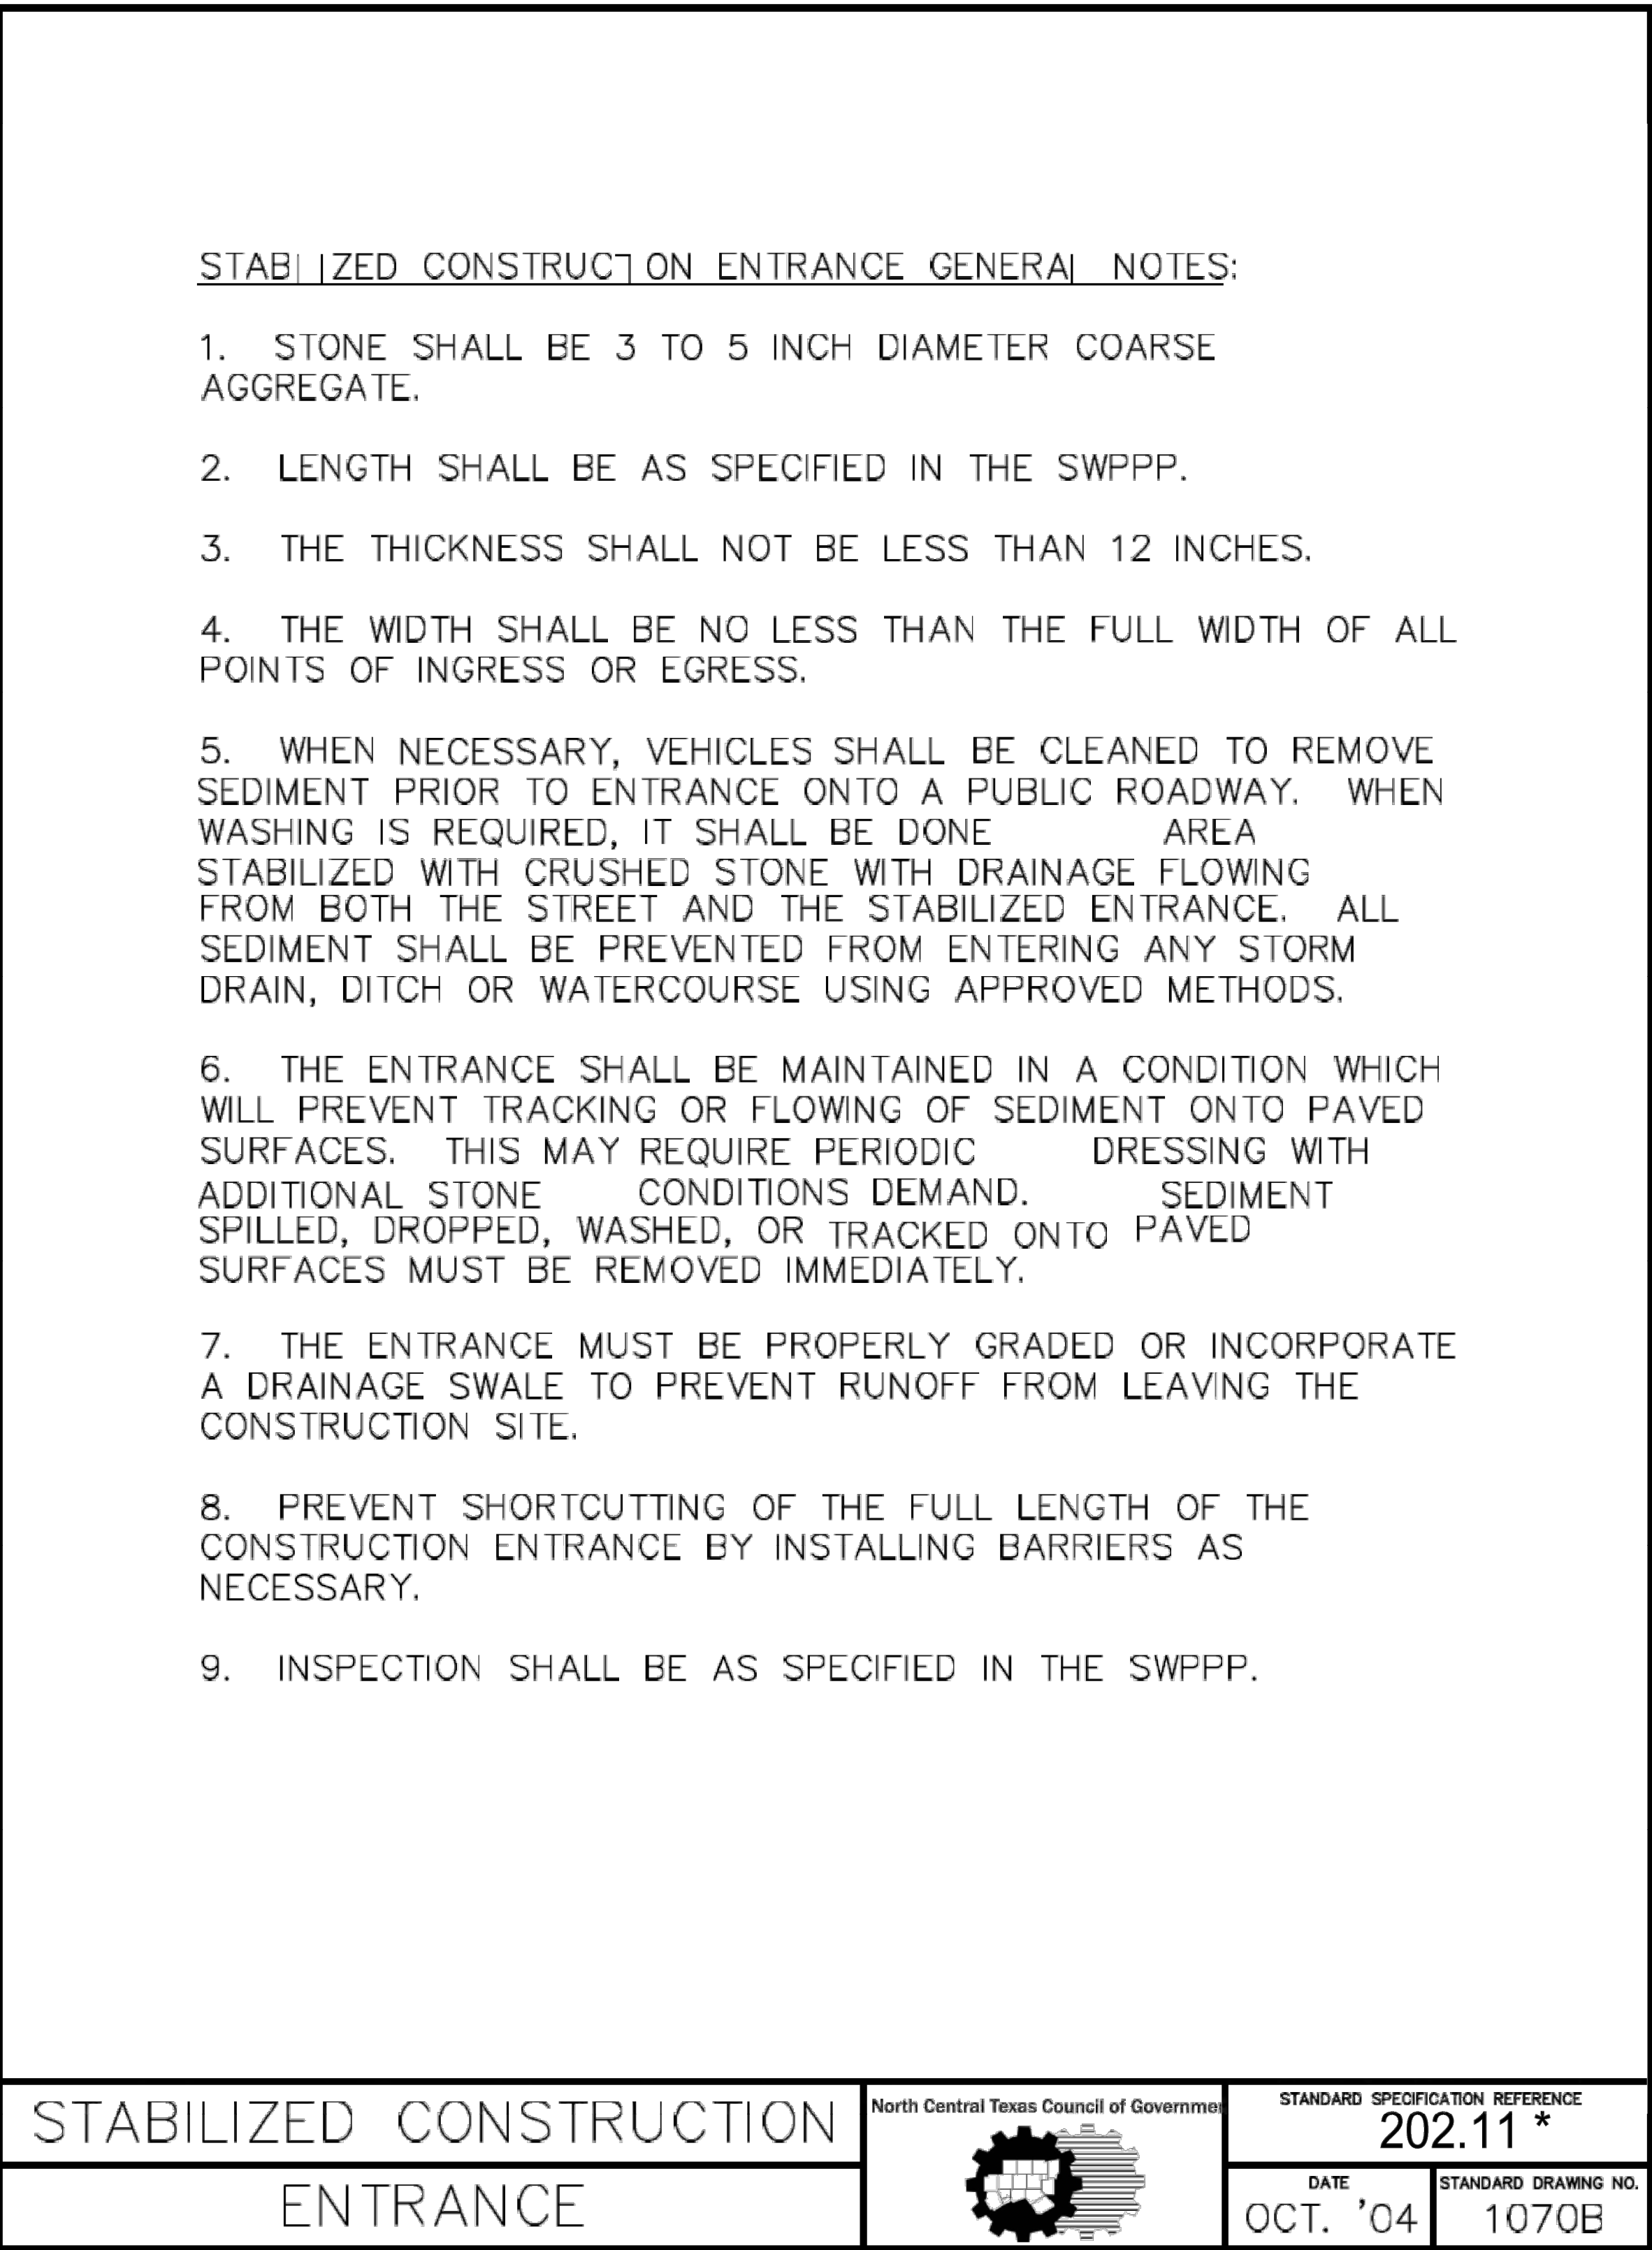 STABILIZED CONSTRUCTION ENTRANCE GENERAL NOTES:
1. STONE SHALL BE 3 TO 5 INCH DIAMETER COARSE
AGGREGATE.
2. LENGTH SHALL BE AS SPECIFIED IN THE SWPPP.
3. THE THICKNESS SHALL NOT BE LESS THAN 12 INCHES.
4. THE WIDTH SHALL BE NO LESS THAN THE FULL WIDTH OF ALL
POINTS OF INGRESS OR EGRESS.
5. WHEN NECESSARY, VEHICLES SHALL BE CLEANED TO REMOVE
SEDIMENT PRIOR TO ENTRANCE ONTO A PUBLIC ROADWAY. WHEN
WASHING IS REQUIRED, IT SHALL BE DONE AREA
STABILIZED WITH CRUSHED STONE WITH DRAINAGE FLOWING
FROM BOTH THE STREET AND THE STABILIZED ENTRANCE. ALL
SEDIMENT SHALL BE PREVENTED FROM ENTERING ANY STORM
DRAIN, DITCH OR WATERCOURSE USING APPROVED METHODS.
6. THE ENTRANCE SHALL BE MAINTAINED IN A CONDITION WHICH
WILL PREVENT TRACKING OR FLOWING OF SEDIMENT ONTO PAVED
SURFACES. THIS MAY REQUIRE PERIODIC DRESSING WITH
ADDITIONAL STONE CONDITIONS DEMAND. SEDIMENT
SPILLED, DROPPED, WASHED, OR TRACKED ONTO PAVED
SURFACES MUST BE REMOVED IMMEDIATELY.
7. THE ENTRANCE MUST BE PROPERLY GRADED OR INCORPORATE
A DRAINAGE SWALE TO PREVENT RUNOFF FROM LEAVING THE
CONSTRUCTION SITE.
8. PREVENT SHORTCUTTING OF THE FULL LENGTH OF THE
CONSTRUCTION ENTRANCE BY INSTALLING BARRIERS AS
NECESSARY.
9. INSPECTION SHALL BE AS SPECIFIED IN THE SWPPP.
STABILIZED CONSTRUCTION
ENTRANCE
North Central Texas Council of Governme
STANDARD SPECIFICATION REFERENCE
202.11 *
DATE
OCT. '04
STANDARD DRAWING NO.
1070B